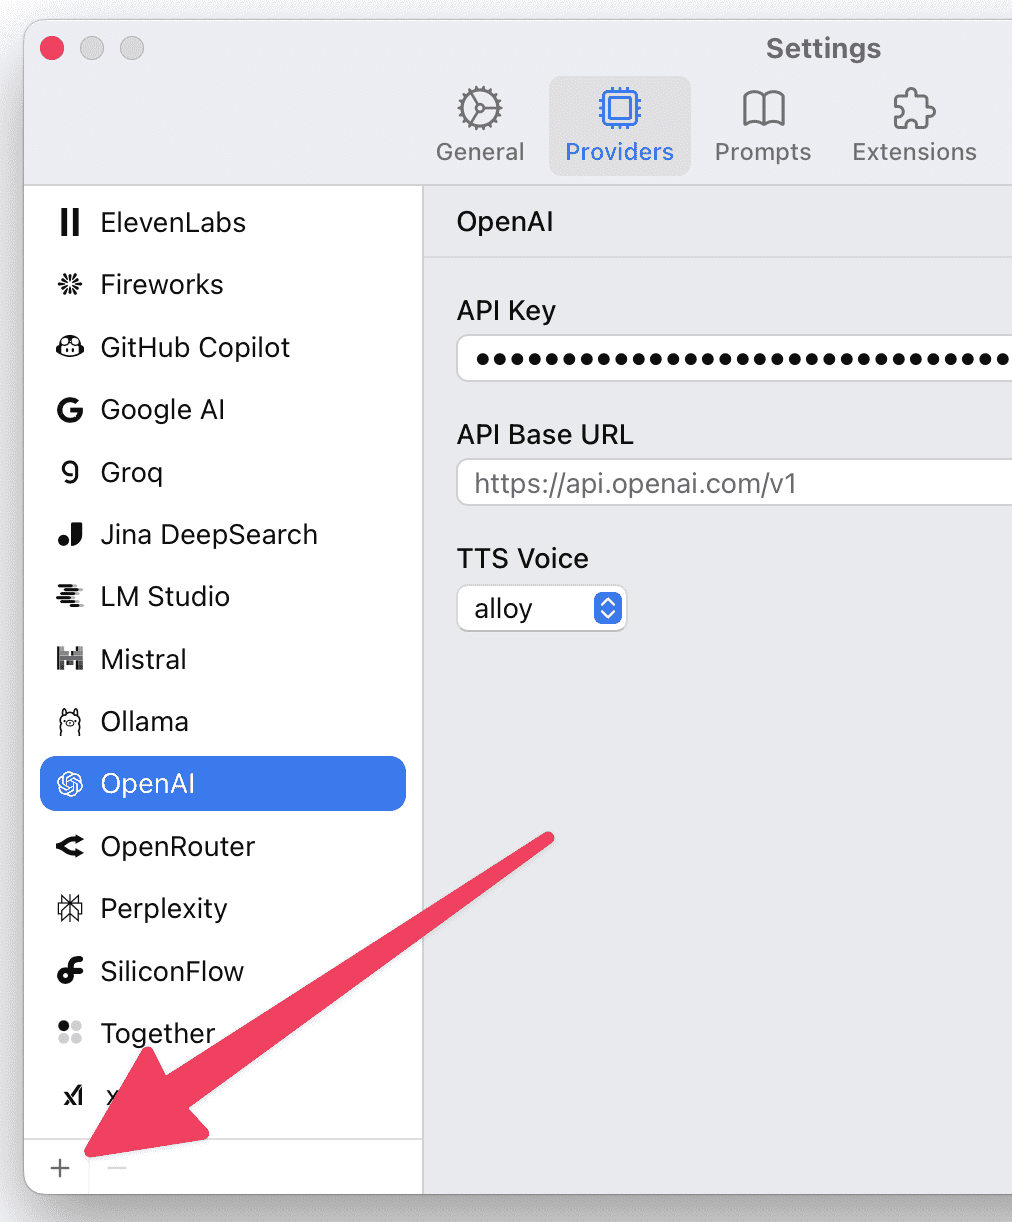 Settings
General
Providers
Prompts
Extensions
ElevenLabs
Fireworks
GitHub Copilot
Google AI
Groq
Jina DeepSearch
LM Studio
Mistral
Ollama
OpenAI
OpenRouter
Perplexity
SiliconFlow
Together
OpenAI
API Key
API Base URL
https://api.openai.com/v1
TTS Voice
alloy